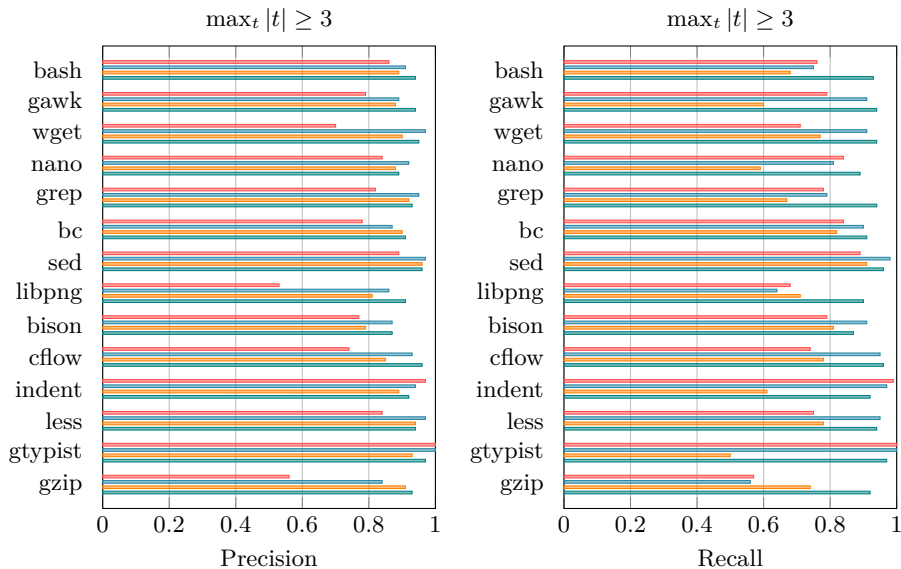 max_t |t| ≥ 3
bash
gawk
wget
nano
grep
bc
sed
libpng
bison
cflow
indent
less
gtypist
gzip
0 0.2 0.4 0.6 0.8 1
Precision
max_t |t| ≥ 3
bash
gawk
wget
nano
grep
bc
sed
libpng
bison
cflow
indent
less
gtypist
gzip
0 0.2 0.4 0.6 0.8 1
Recall